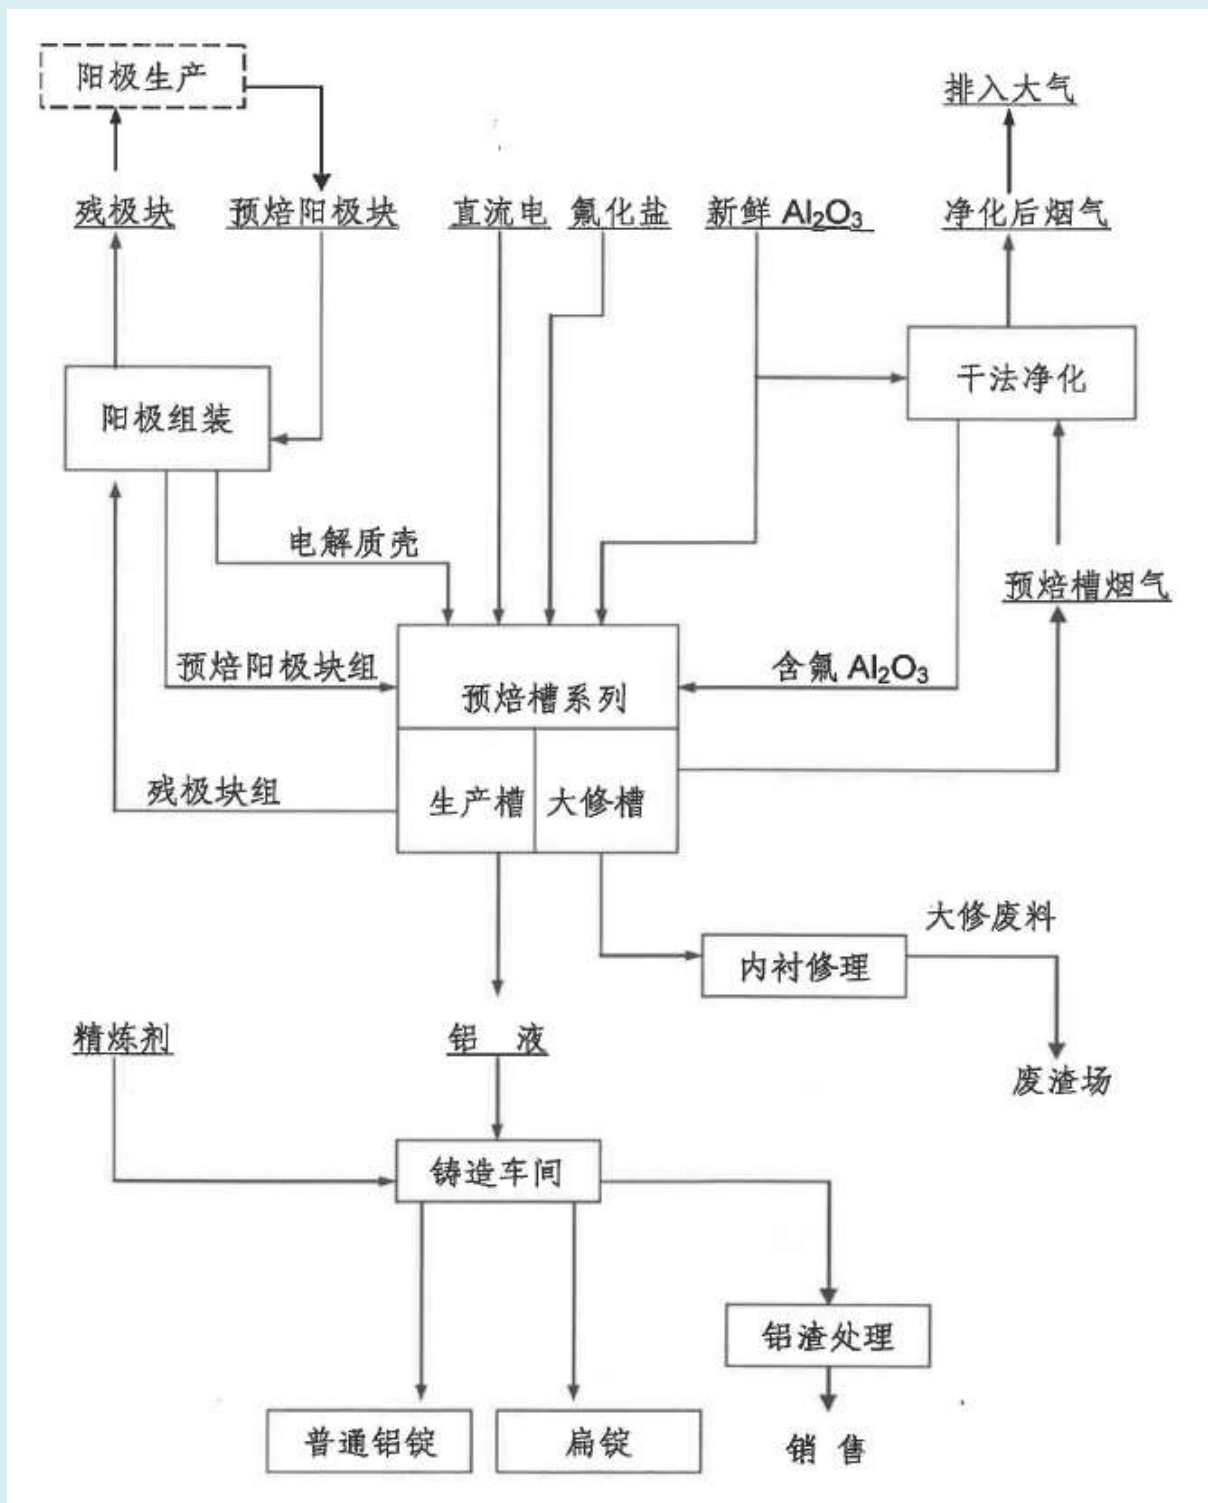 阳极生产
排入大气
残极块
预焙阳极块
直流电
氟化盐
新鲜 Al₂O₃
净化后烟气
干法净化
阳极组装
电解质壳
预焙槽烟气
预焙阳极块组
含氟 Al₂O₃
预焙槽系列
残极块组
生产槽
大修槽
大修废料
内衬修理
精炼剂
铝 液
废渣场
铸造车间
铝渣处理
普通铝锭
扁锭
销 售